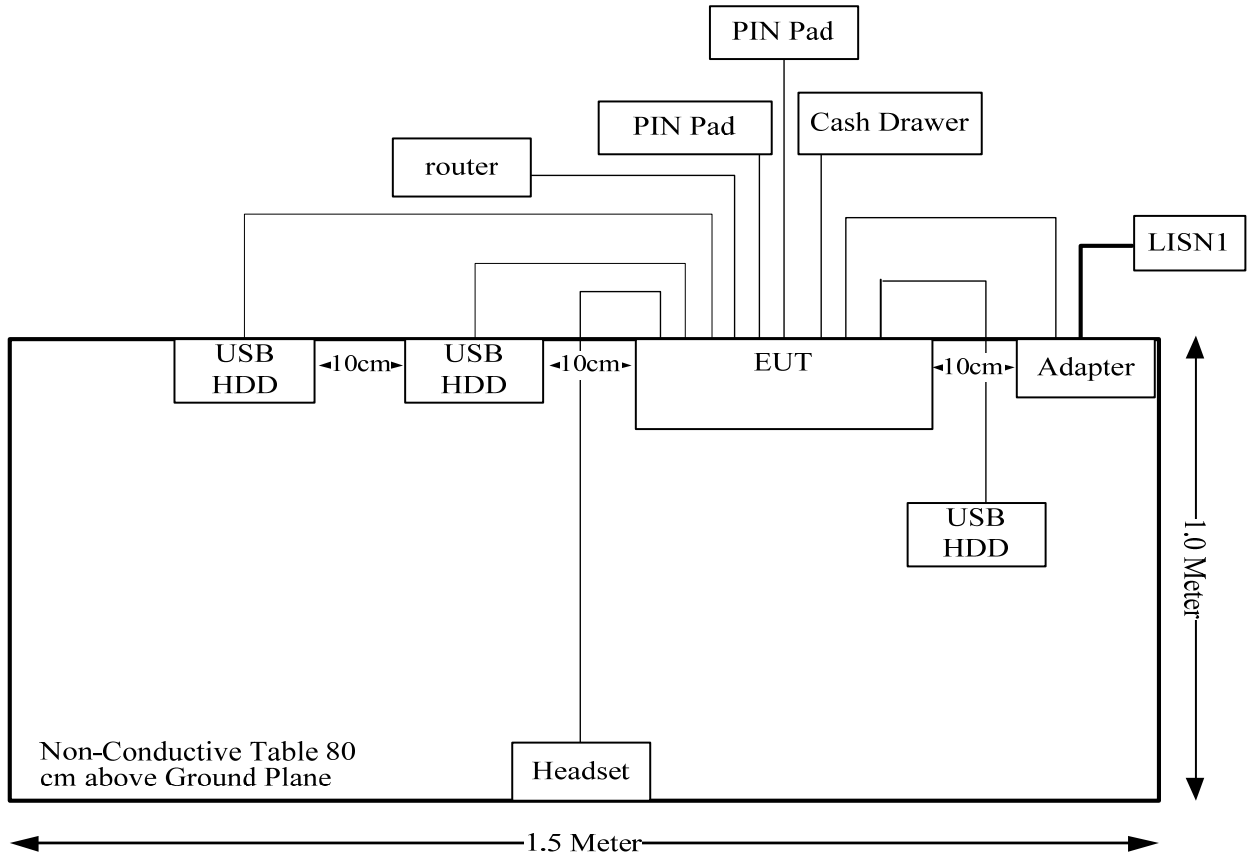 PIN Pad
PIN Pad
Cash Drawer
router
LISN1
USB
HDD
10cm
USB
HDD
10cm
EUT
10cm
Adapter
USB
HDD
1.0 Meter
Non-Conductive Table 80
cm above Ground Plane
Headset
1.5 Meter